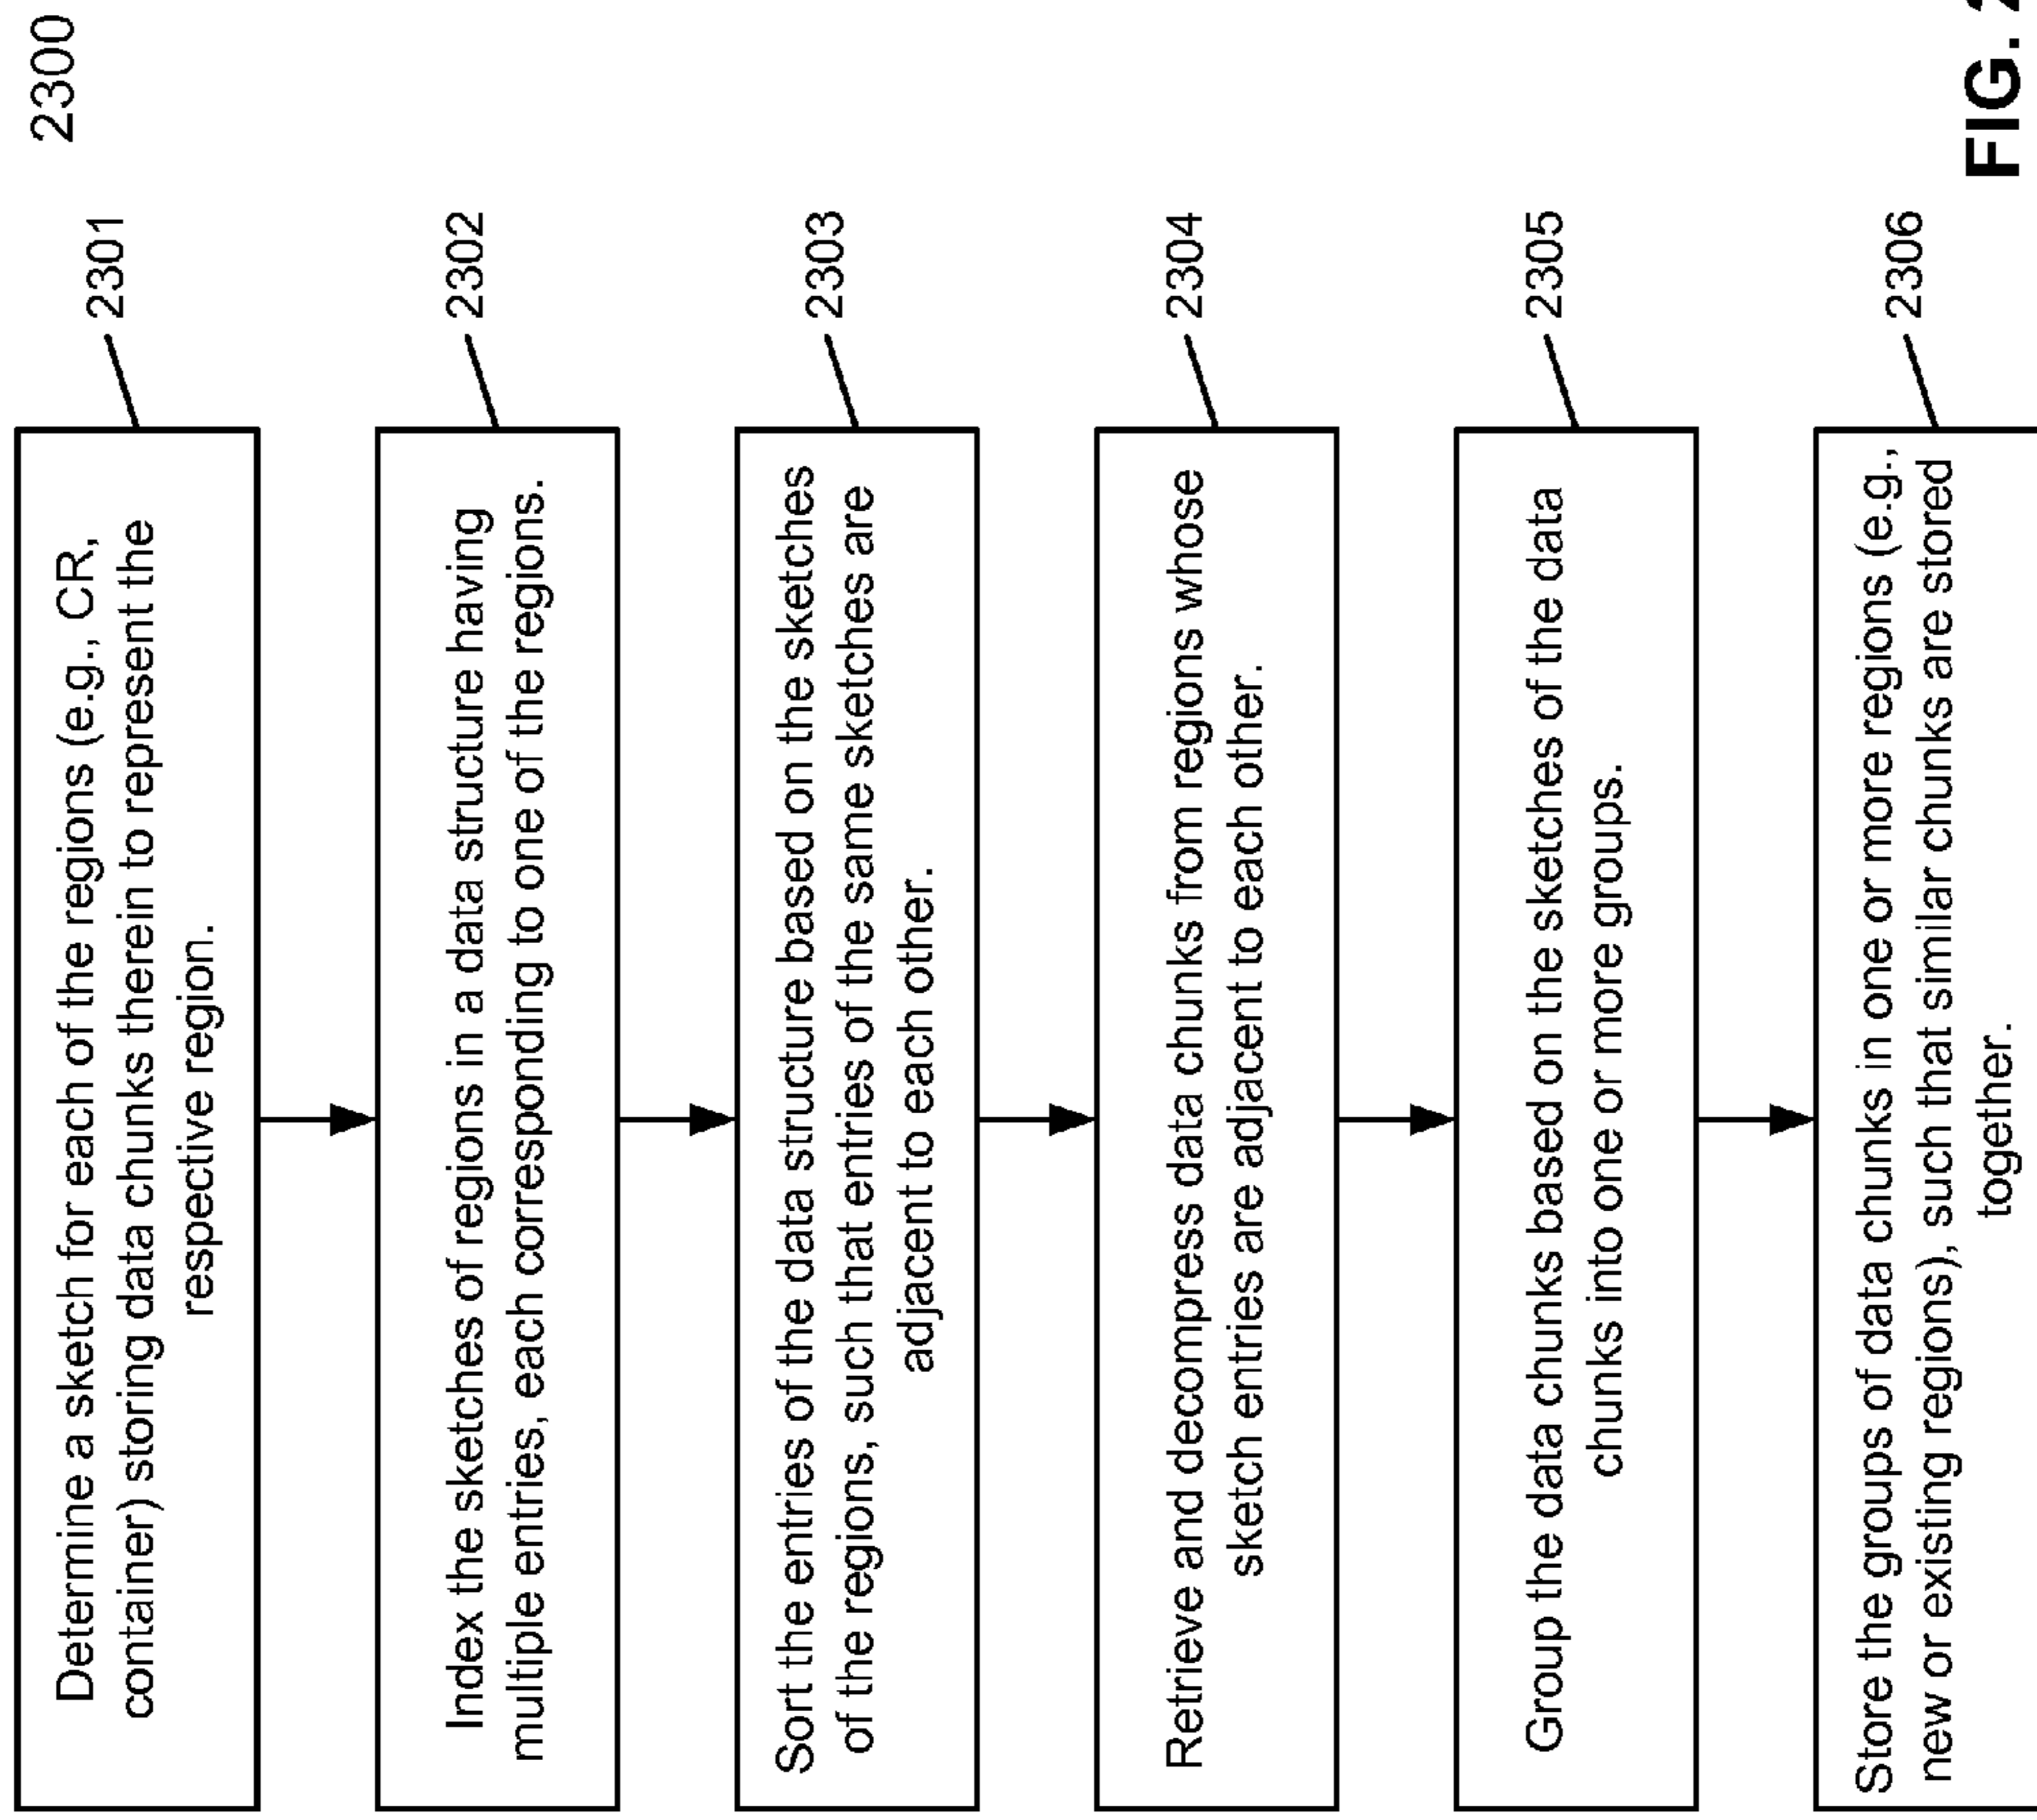 2300
Determine a sketch for each of the regions (e.g., CR,
container) storing data chunks therein to represent the
respective region.
2301
Index the sketches of regions in a data structure having
multiple entries, each corresponding to one of the regions.
2302
Sort the entries of the data structure based on the sketches
of the regions, such that entries of the same sketches are
adjacent to each other.
2303
Retrieve and decompress data chunks from regions whose
sketch entries are adjacent to each other.
2304
Group the data chunks based on the sketches of the data
chunks into one or more groups.
2305
Store the groups of data chunks in one or more regions (e.g.,
new or existing regions), such that similar chunks are stored
together.
2306
FIG.